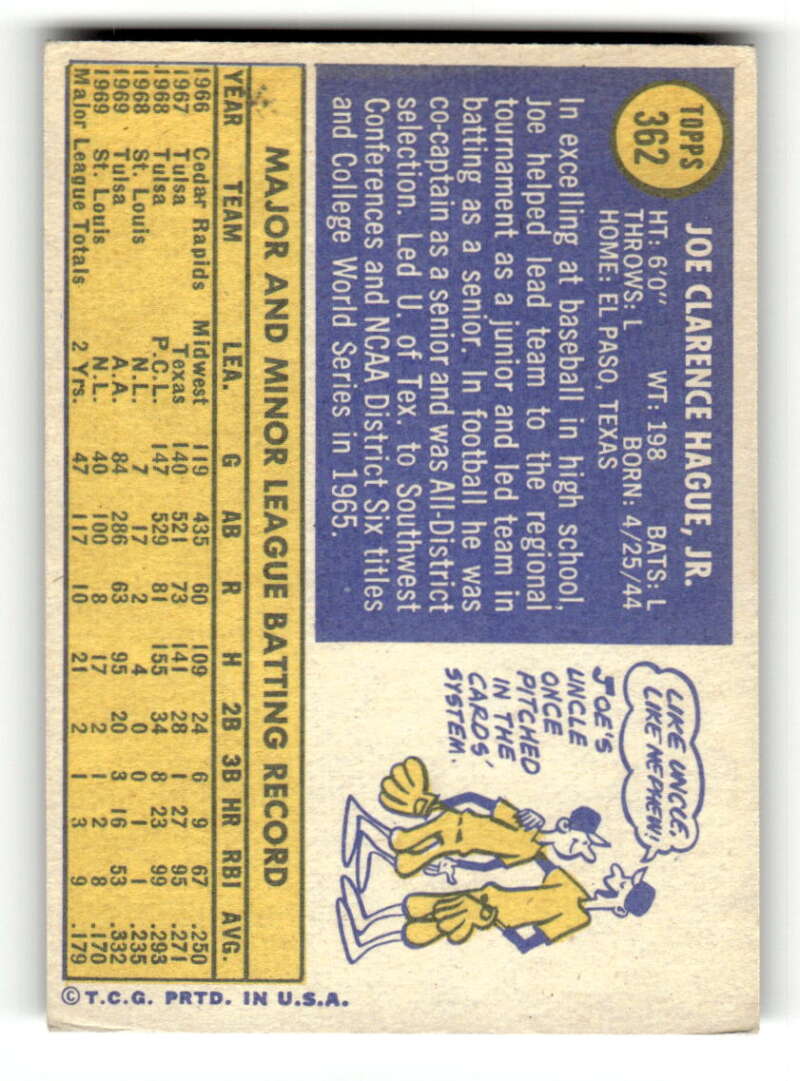 TOPPS
362
JOE CLARENCE HAGUE, JR.
HT: 6'0" WT: 198 BATS: L
THROWS: L BORN: 4/25/44
HOME: EL PASO, TEXAS
In excelling at baseball in high school,
Joe helped lead team to the regional
tournament as a junior and led team in
batting as a senior. In football he was
co-captain as a senior and was All-District
selection. Led U. of Tex. to Southwest
Conferences and NCAA District Six titles
and College World Series in 1965.
LIKE UNCLE,
LIKE NEPHEW!
JOE'S
UNCLE
ONCE
PITCHED
IN THE
CARDS'
SYSTEM.
MAJOR AND MINOR LEAGUE BATTING RECORD
YEAR TEAM LEA. G AB R H 2B 3B HR RBI AVG.
1966 Cedar Rapids Midwest 119 435 60 109 24 6 9 67 .250
1967 Tulsa Texas 140 521 73 141 28 1 27 95 .271
1968 Tulsa P.C.L. 147 529 81 155 34 8 23 99 .293
1968 St. Louis N.L. 7 17 2 4 0 0 1 1 .235
1969 Tulsa A.A. 84 286 63 95 20 3 16 53 .332
1969 St. Louis N.L. 40 100 8 17 2 1 2 8 .170
Major League Totals 2 Yrs. 47 117 10 21 2 1 3 9 .179
© T.C.G. PRTD. IN U.S.A.